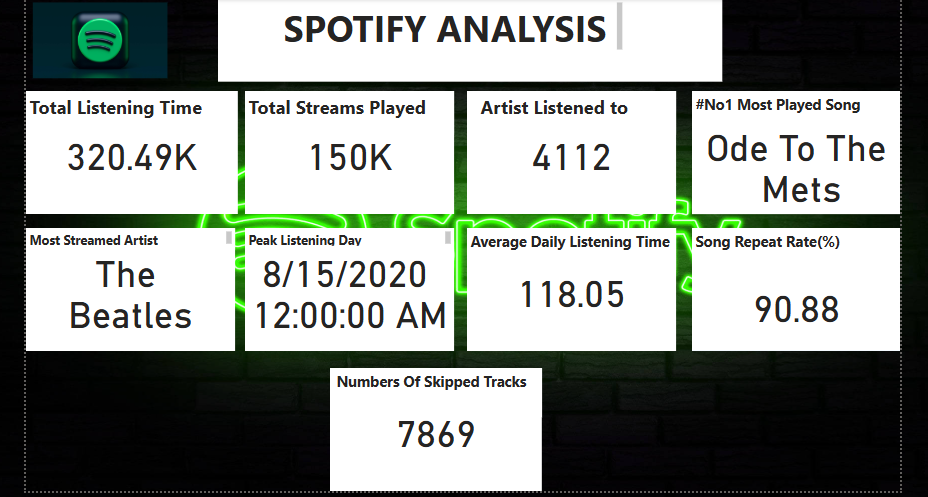 SPOTIFY ANALYSIS
Total Listening Time
320.49K
Total Streams Played
150K
Artist Listened to
4112
#No1 Most Played Song
Ode To The
Mets
Most Streamed Artist
The
Beatles
Peak Listening Day
8/15/2020
12:00:00 AM
Average Daily Listening Time
118.05
Song Repeat Rate(%)
90.88
Numbers Of Skipped Tracks
7869